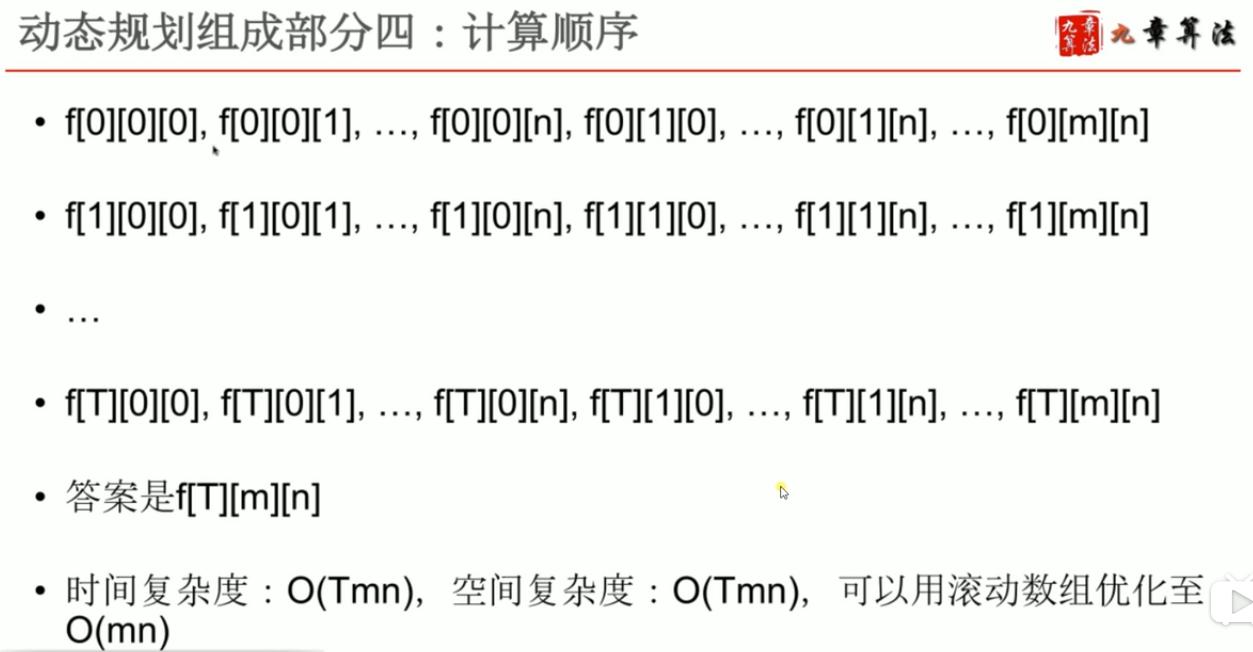 动态规划组成部分四：计算顺序
九章算法
九章算法
• f[0][0][0], f[0][0][1], …, f[0][0][n], f[0][1][0], …, f[0][1][n], …, f[0][m][n]
• f[1][0][0], f[1][0][1], …, f[1][0][n], f[1][1][0], …, f[1][1][n], …, f[1][m][n]
• …
• f[T][0][0], f[T][0][1], …, f[T][0][n], f[T][1][0], …, f[T][1][n], …, f[T][m][n]
• 答案是f[T][m][n]
• 时间复杂度：O(Tmn)，空间复杂度：O(Tmn)，可以用滚动数组优化至
O(mn)